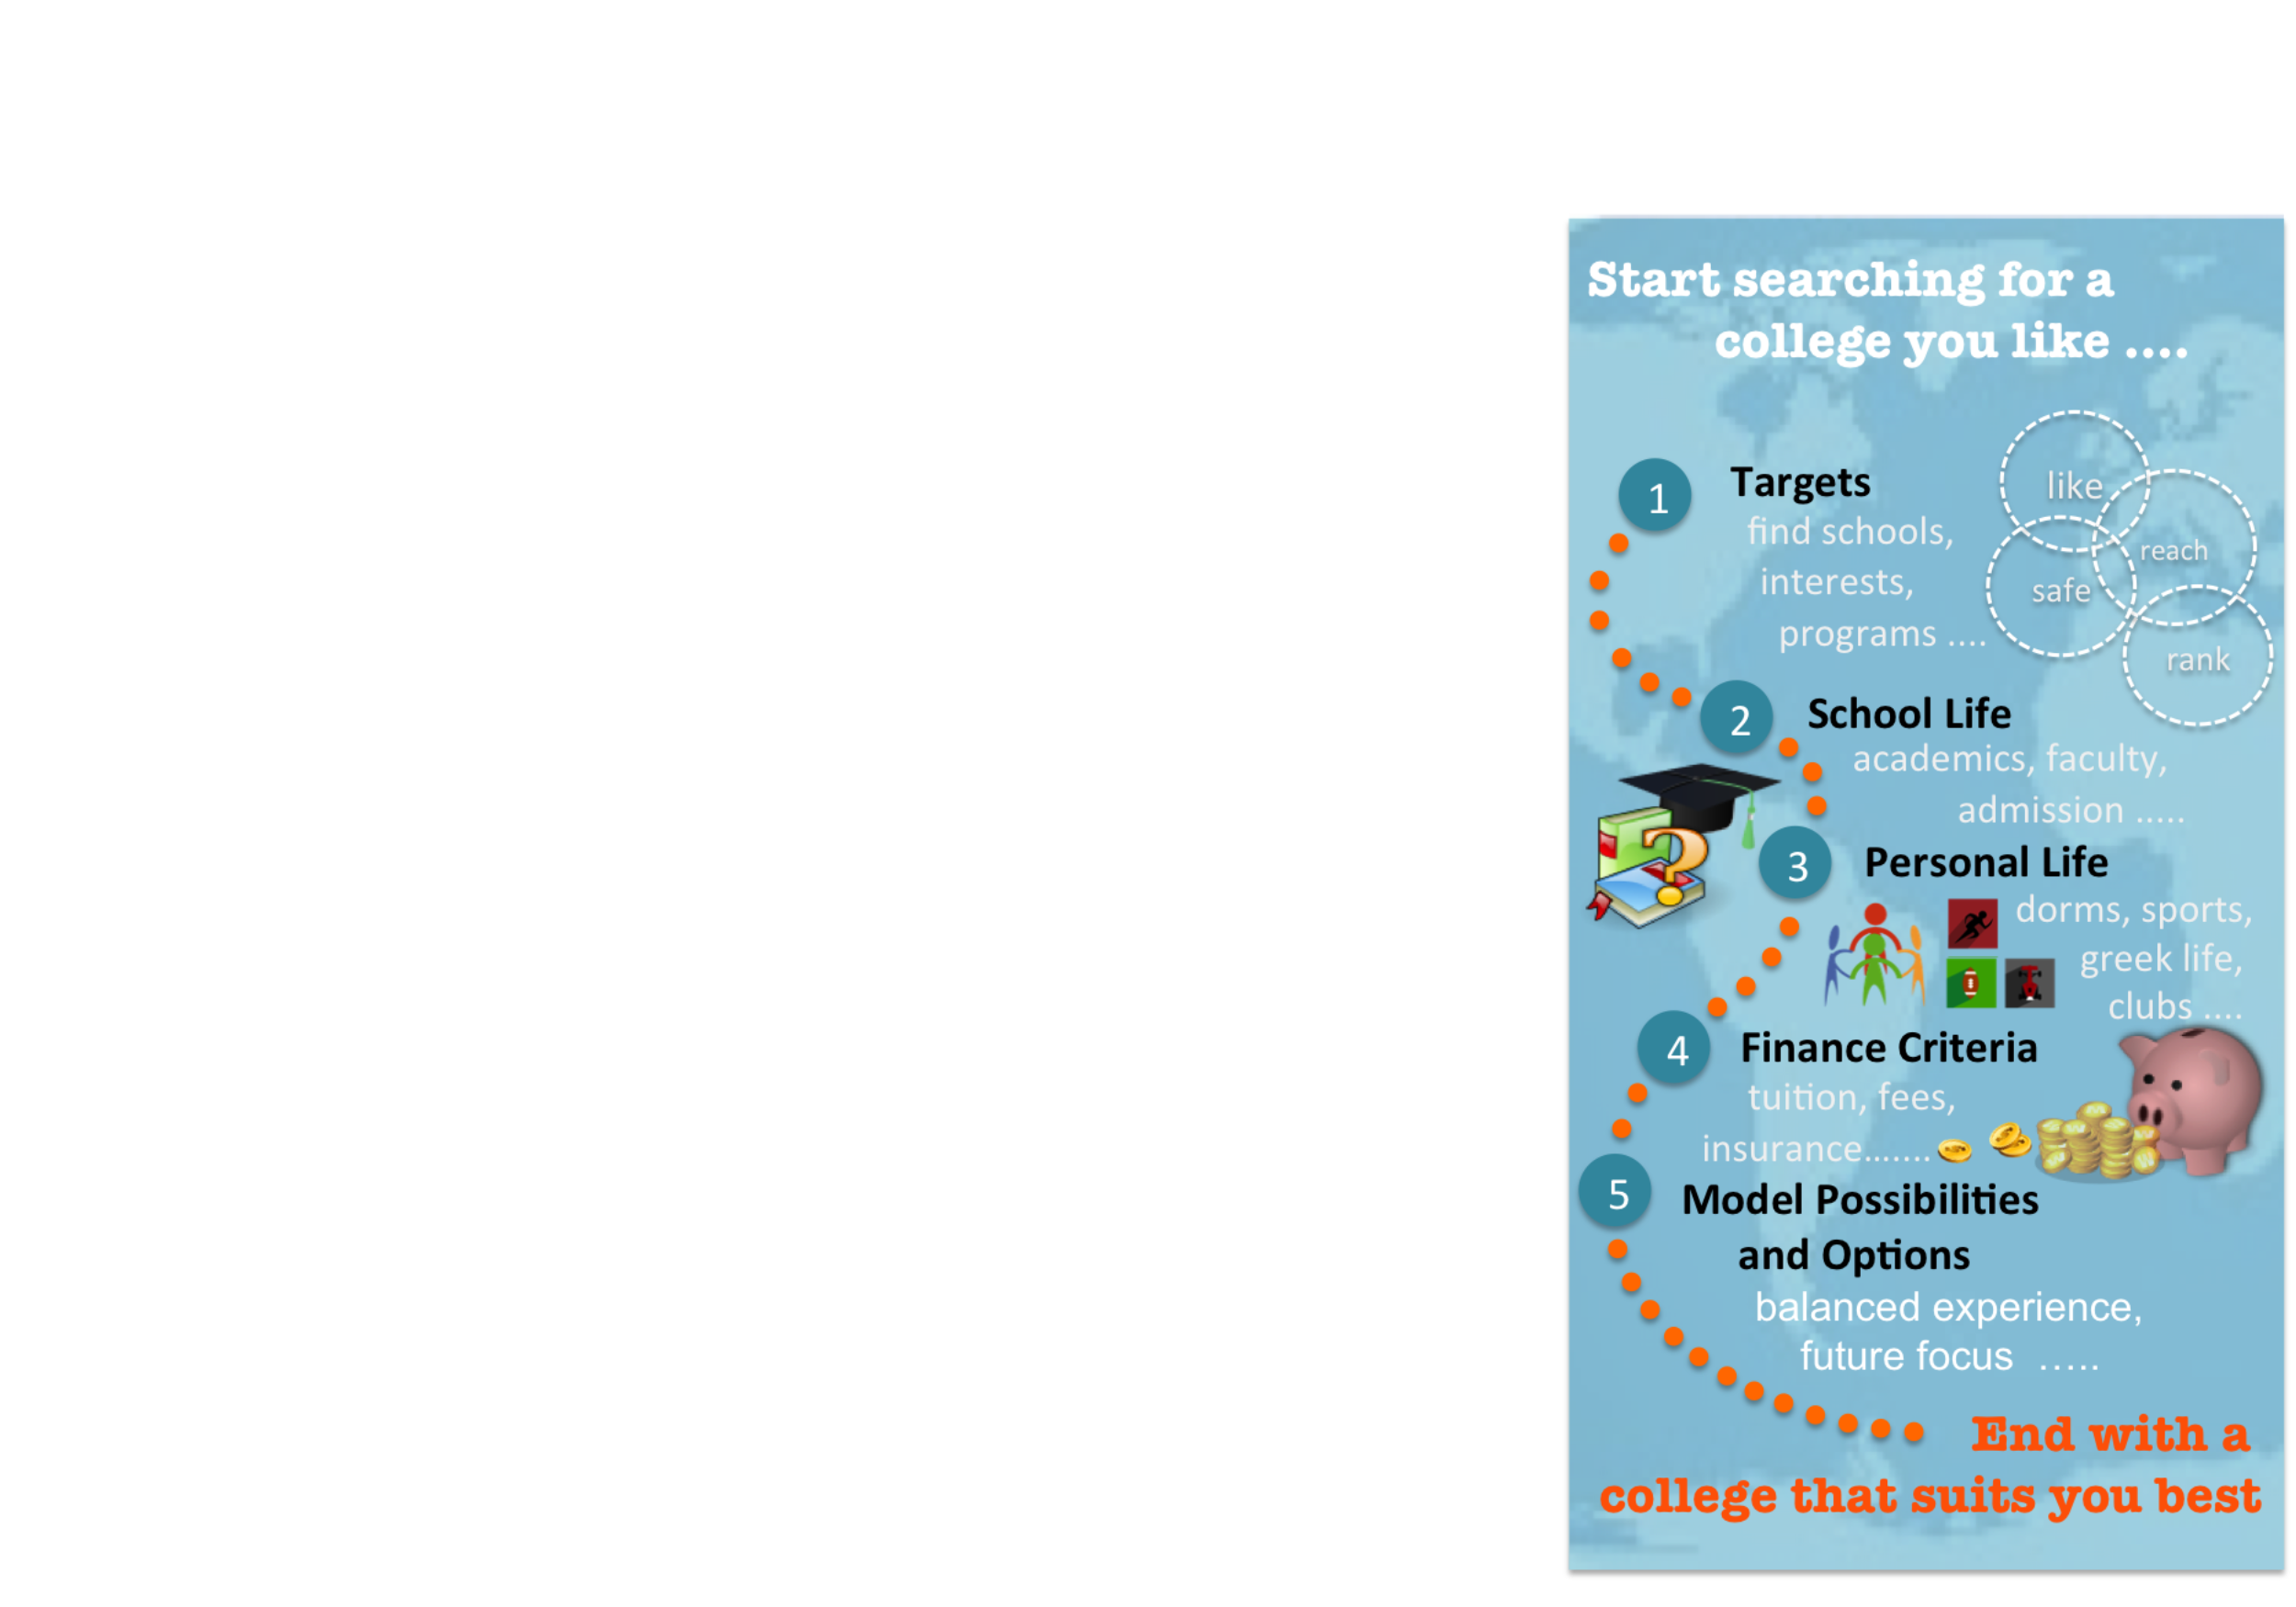 Start searching for a
college you like ....
1
Targets
find schools,
interests,
programs ....
like
reach
safe
rank
2
School Life
academics, faculty,
admission .....
3
Personal Life
dorms, sports,
greek life,
clubs ....
4
Finance Criteria
tuition, fees,
insurance.......
5
Model Possibilities
and Options
balanced experience,
future focus .....
End with a
college that suits you best